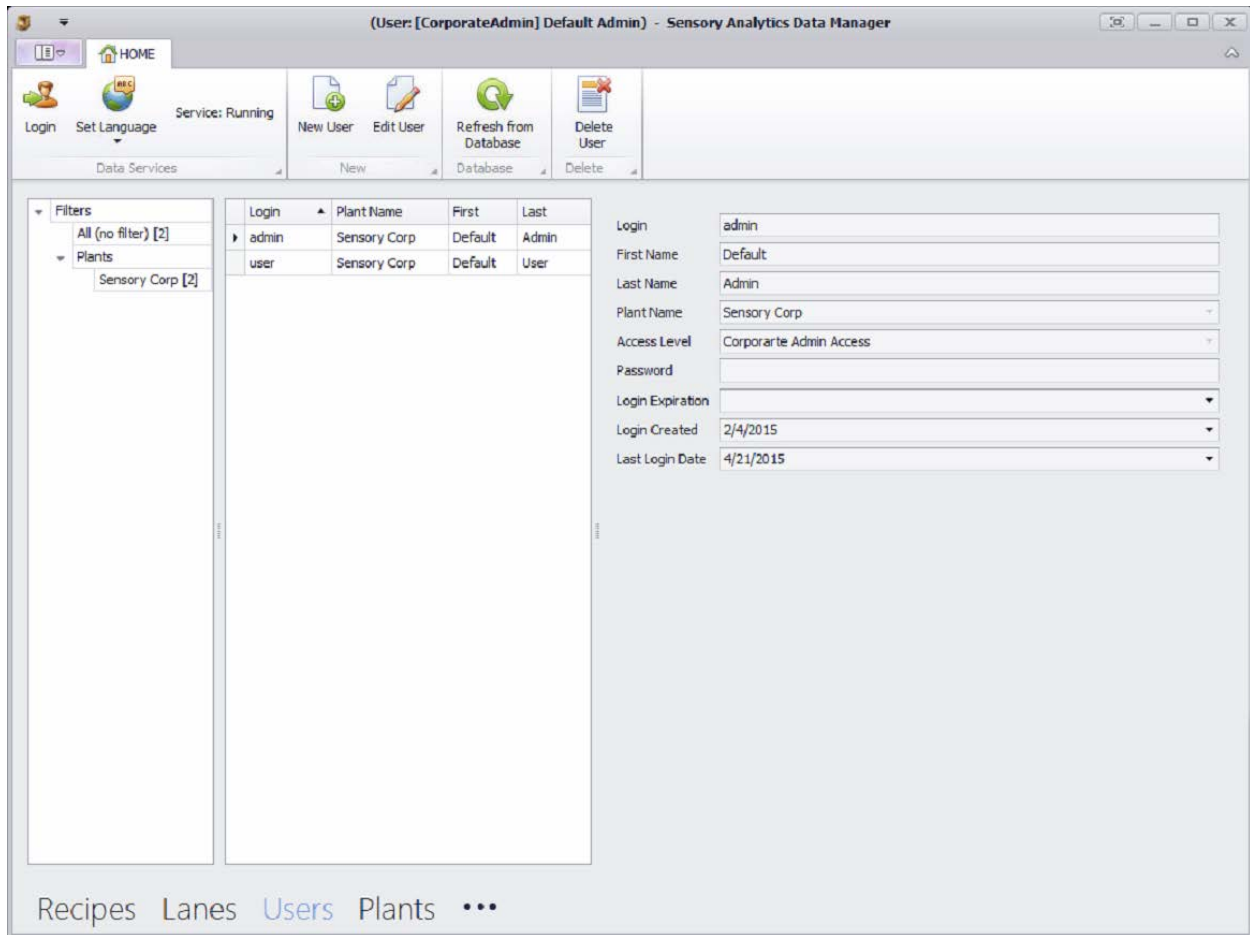 (User: [CorporateAdmin] Default Admin) - Sensory Analytics Data Manager
HOME
Login
Set Language
Service: Running
New User
Edit User
Refresh from
Database
Delete
User
Data Services
New
Database
Delete
Filters
All (no filter) [2]
Plants
Sensory Corp [2]
Login Plant Name First Last
admin Sensory Corp Default Admin
user Sensory Corp Default User
Login admin
First Name Default
Last Name Admin
Plant Name Sensory Corp
Access Level Corporarte Admin Access
Password
Login Expiration
Login Created 2/4/2015
Last Login Date 4/21/2015
Recipes Lanes Users Plants •••